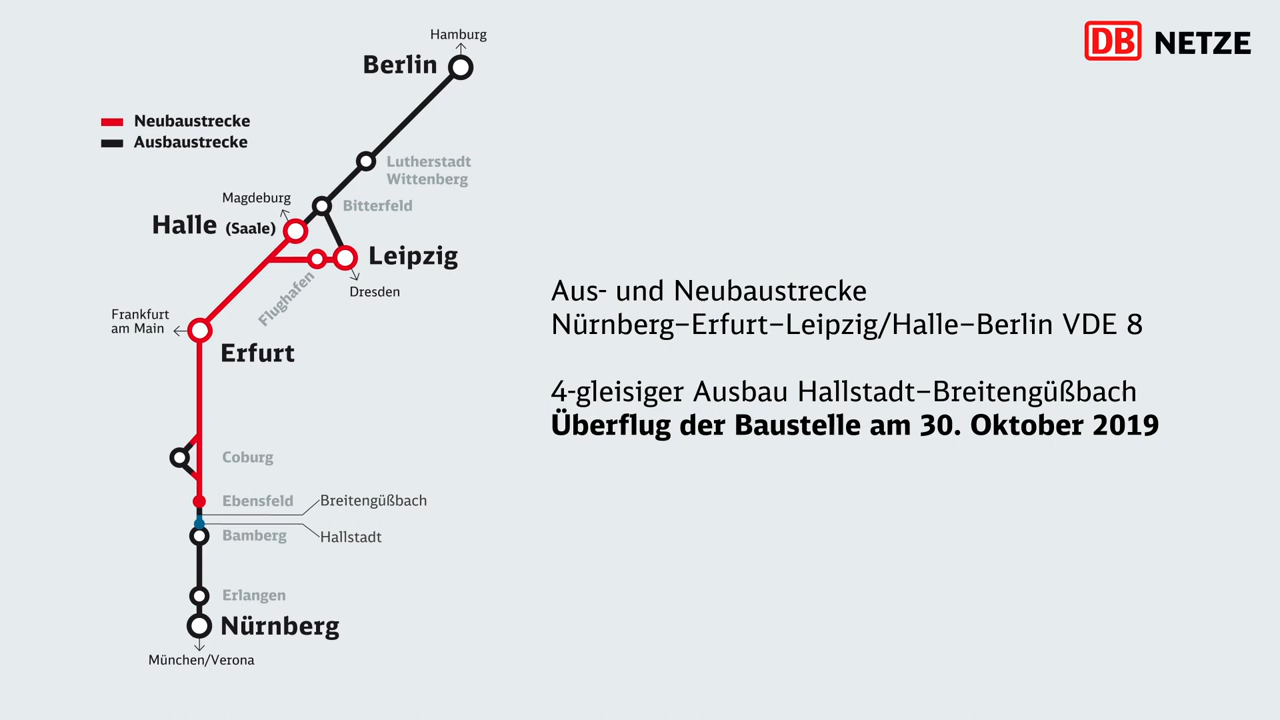 Hamburg
Berlin
DB NETZE
Neubaustrecke
Ausbaustrecke
Lutherstadt
Wittenberg
Magdeburg
Bitterfeld
Halle (Saale)
Leipzig
Flughafen
Dresden
Frankfurt
am Main
Erfurt
Coburg
Ebensfeld
Breitengüßbach
Bamberg
Hallstadt
Erlangen
Nürnberg
München/Verona
Aus- und Neubaustrecke
Nürnberg–Erfurt–Leipzig/Halle–Berlin VDE 8
4-gleisiger Ausbau Hallstadt–Breitengüßbach
Überflug der Baustelle am 30. Oktober 2019